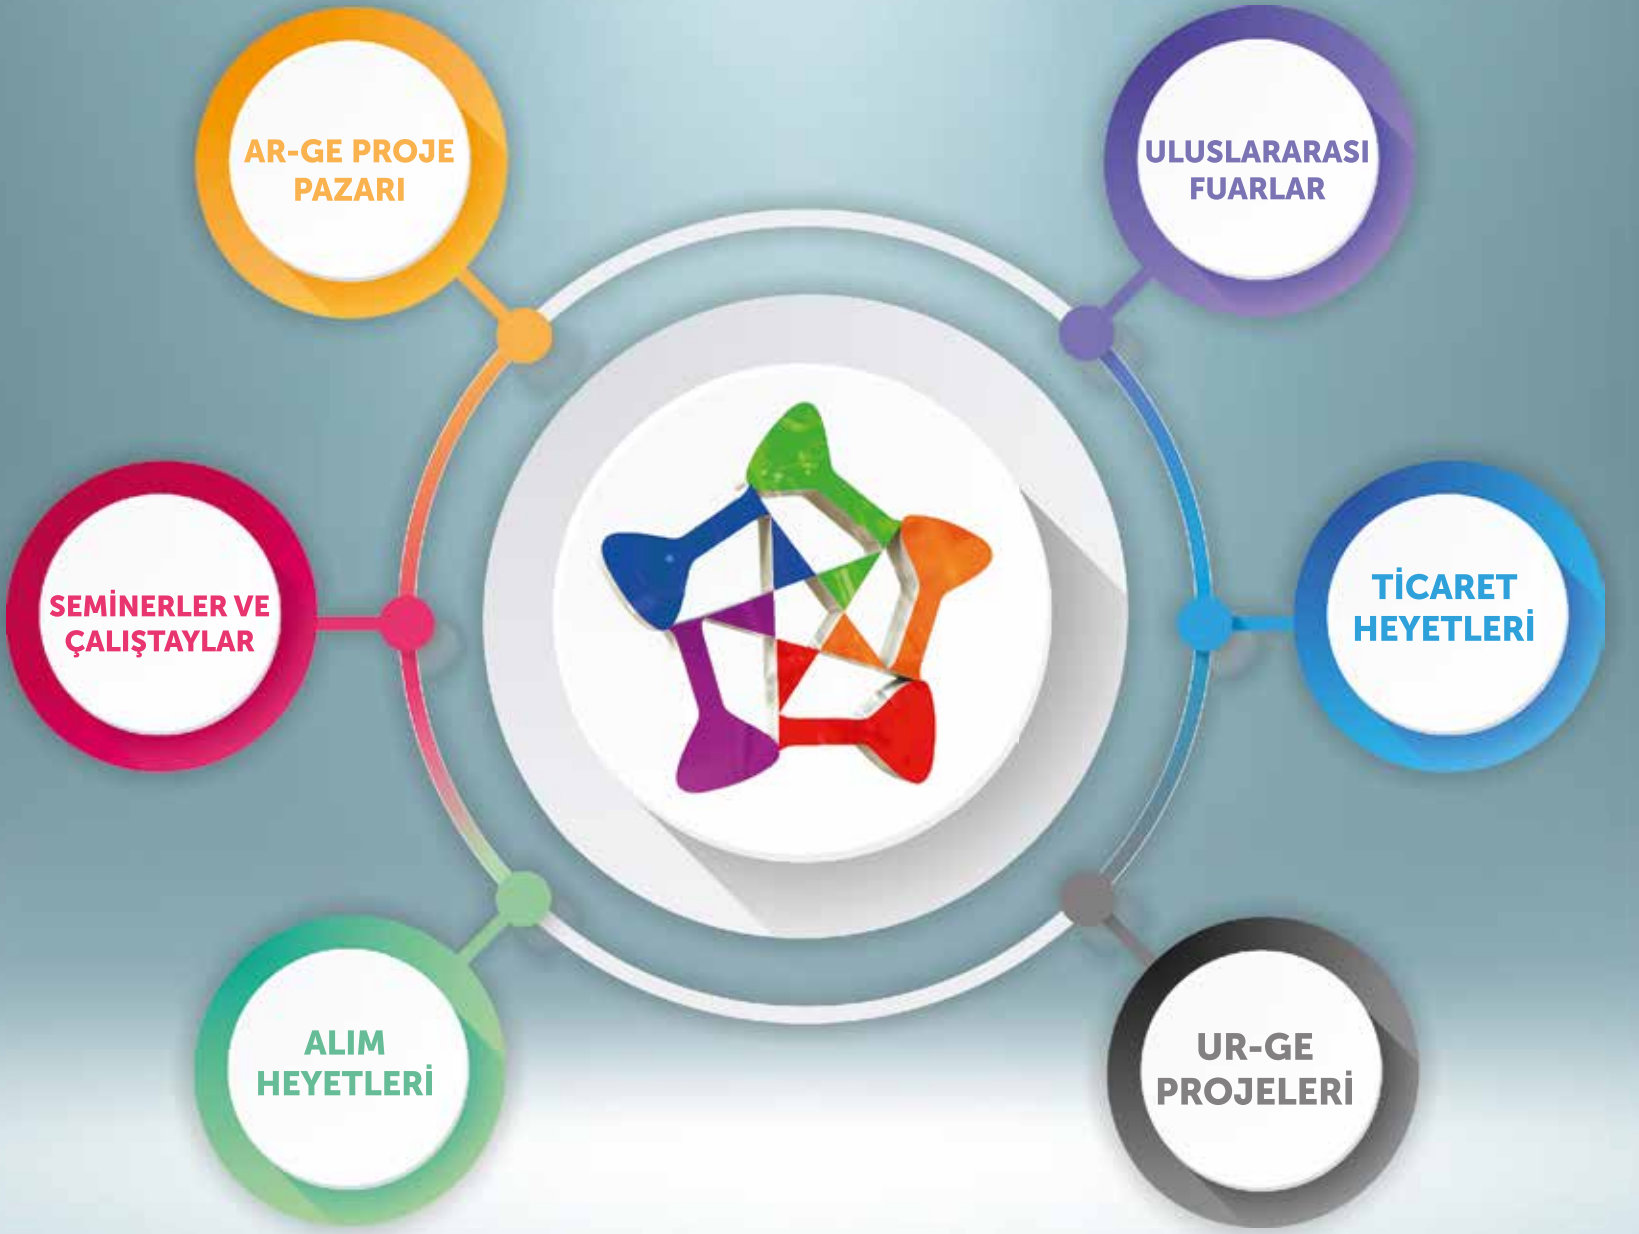 AR-GE PROJE
PAZARI
ULUSLARARASI
FUARLAR
SEMİNERLER VE
ÇALIŞTAYLAR
TİCARET
HEYETLERİ
ALIM
HEYETLERİ
UR-GE
PROJELERİ